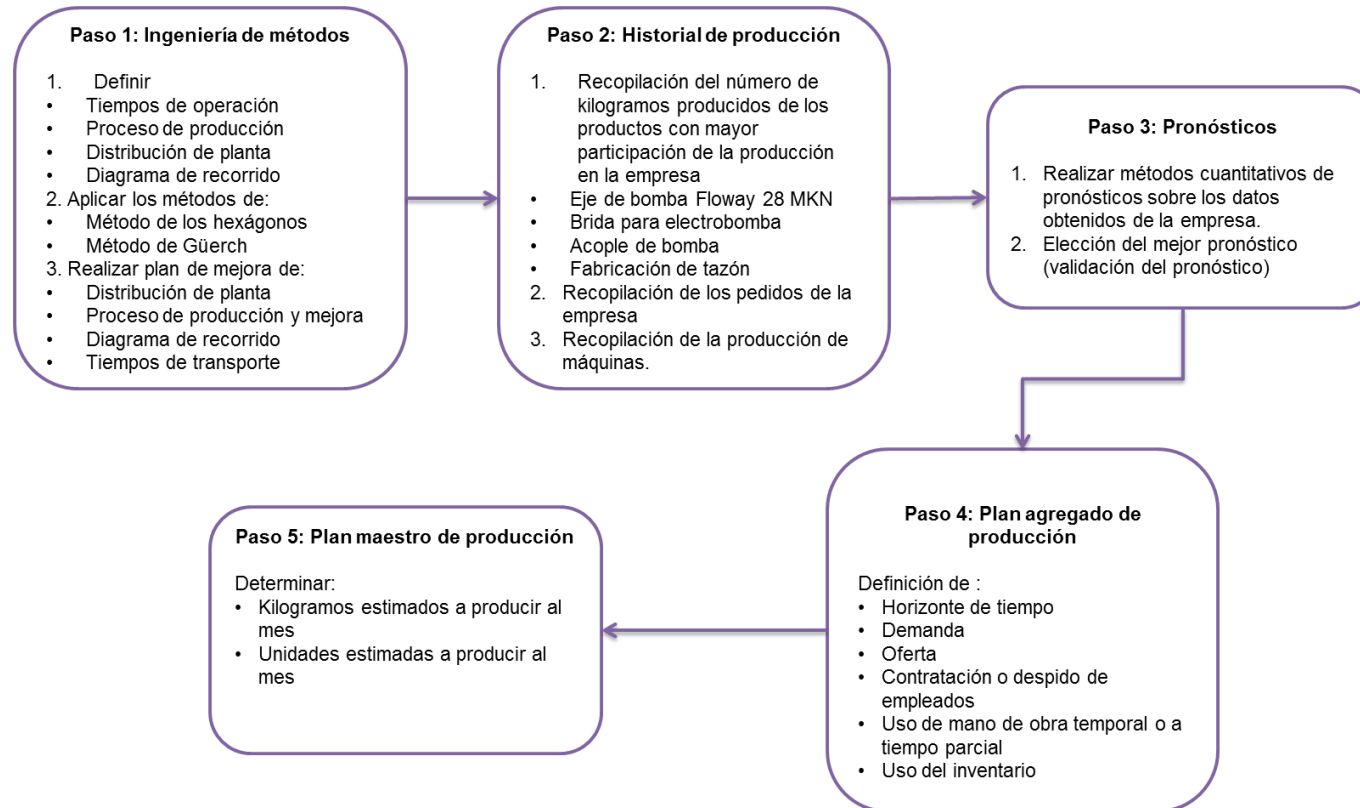 Paso 1: Ingeniería de métodos
1. Definir
• Tiempos de operación
• Proceso de producción
• Distribución de planta
• Diagrama de recorrido
2. Aplicar los métodos de:
• Método de los hexágonos
• Método de Güerch
3. Realizar plan de mejora de:
• Distribución de planta
• Proceso de producción y mejora
• Diagrama de recorrido
• Tiempos de transporte
Paso 2: Historial de producción
1. Recopilación del número de
kilogramos producidos de los
productos con mayor
participación de la producción
en la empresa
• Eje de bomba Floway 28 MKN
• Brida para electrobomba
• Acople de bomba
• Fabricación de tazón
2. Recopilación de los pedidos de la
empresa
3. Recopilación de la producción de
máquinas.
Paso 3: Pronósticos
1. Realizar métodos cuantitativos de
pronósticos sobre los datos
obtenidos de la empresa.
2. Elección del mejor pronóstico
(validación del pronóstico)
Paso 4: Plan agregado de
producción
Definición de :
• Horizonte de tiempo
• Demanda
• Oferta
• Contratación o despido de
empleados
• Uso de mano de obra temporal o a
tiempo parcial
• Uso del inventario
Paso 5: Plan maestro de producción
Determinar:
• Kilogramos estimados a producir al
mes
• Unidades estimadas a producir al
mes